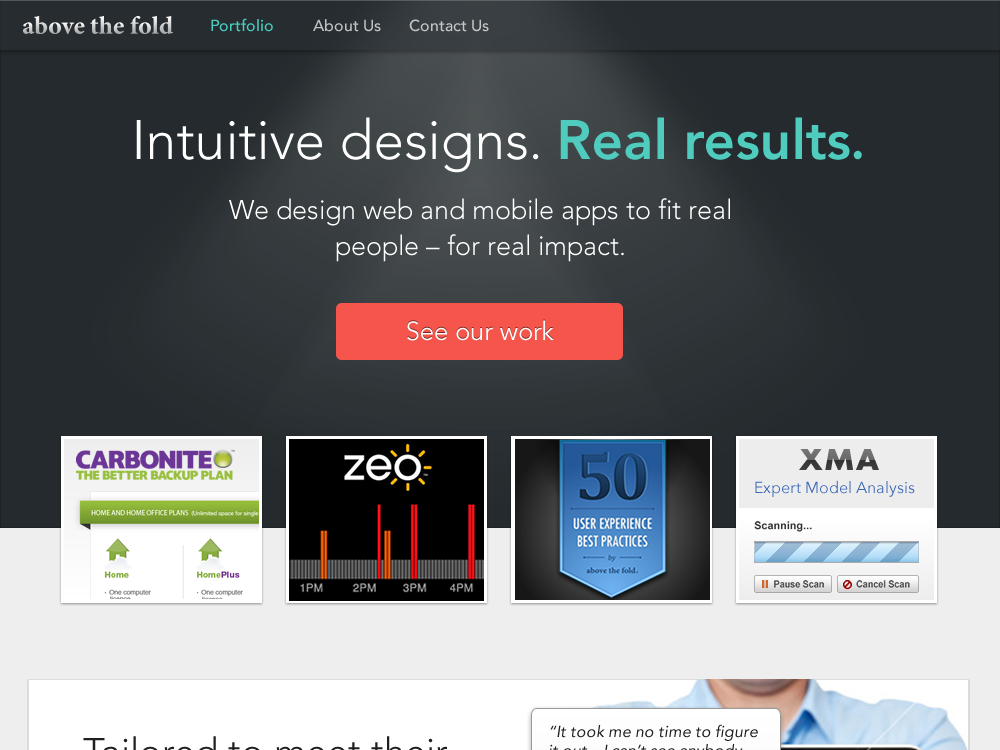 above the fold
Portfolio
About Us
Contact Us
Intuitive designs. Real results.
We design web and mobile apps to fit real
people – for real impact.
See our work
CARBONITE
THE BETTER BACKUP PLAN
HOME AND HOME OFFICE PLANS (Unlimited space for single
Home
HomePlus
· One computer
licence
· One computer
zeo
1PM 2PM 3PM 4PM
50
USER EXPERIENCE
BEST PRACTICES
by
above the fold.
XMA
Expert Model Analysis
Scanning...
Pause Scan
Cancel Scan
Tailored to meet their
“It took me no time to figure
it out – I can't see anybody